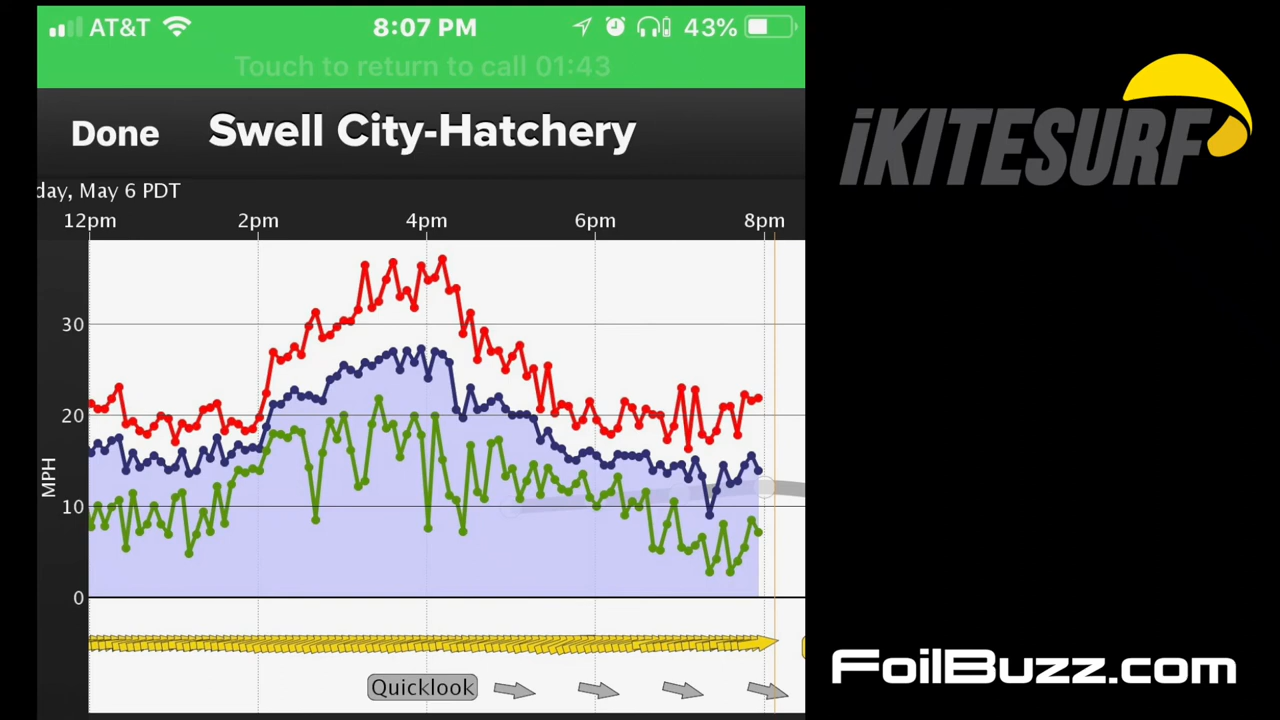 AT&T 8:07 PM 43%
Touch to return to call 01:43
Done Swell City-Hatchery
day, May 6 PDT
12pm 2pm 4pm 6pm 8pm
30
20
10
0
MPH
Quicklook
iKITESURF
FoilBuzz.com